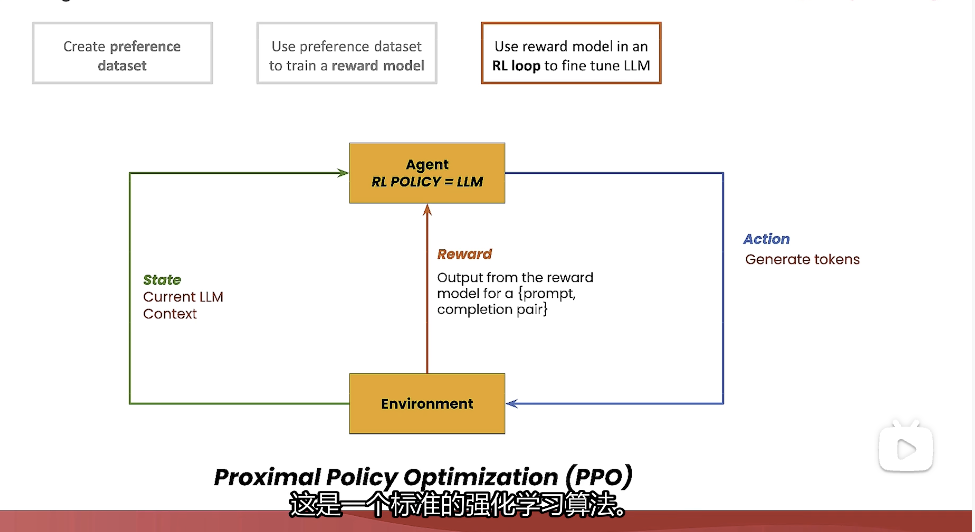 Create preference
dataset
Use preference dataset
to train a reward model
Use reward model in an
RL loop to fine tune LLM
Agent
RL POLICY = LLM
State
Current LLM
Context
Reward
Output from the reward
model for a {prompt,
completion pair}
Action
Generate tokens
Environment
Proximal Policy Optimization (PPO)
这是一个标准的强化学习算法。